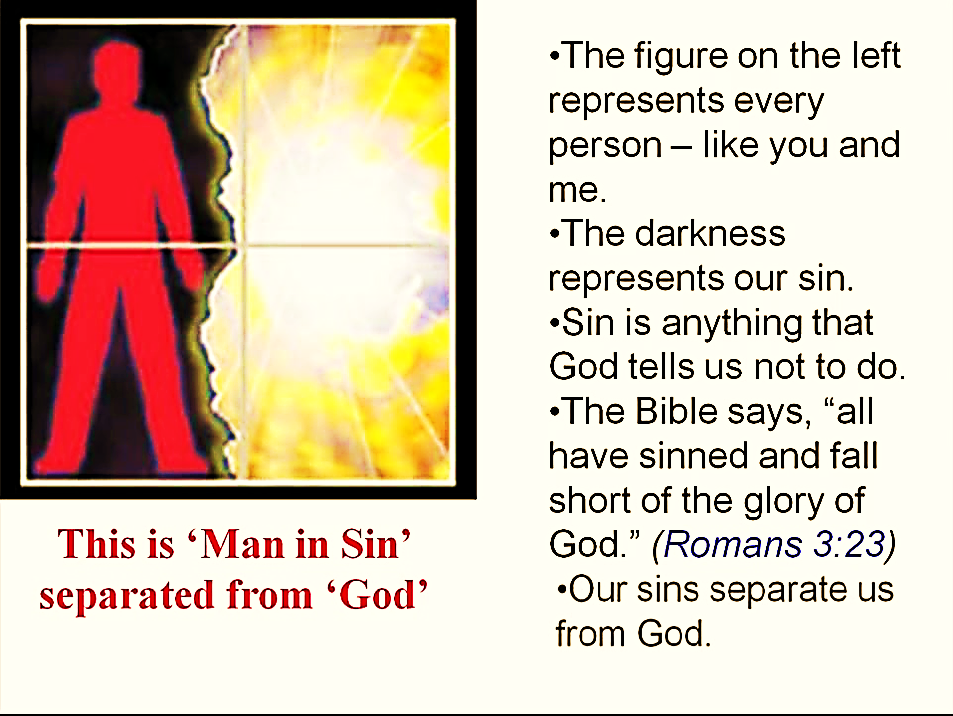 •The figure on the left
represents every
person – like you and
me.
•The darkness
represents our sin.
•Sin is anything that
God tells us not to do.
•The Bible says, “all
have sinned and fall
short of the glory of
God.” (Romans 3:23)
•Our sins separate us
from God.
This is ‘Man in Sin’
separated from ‘God’